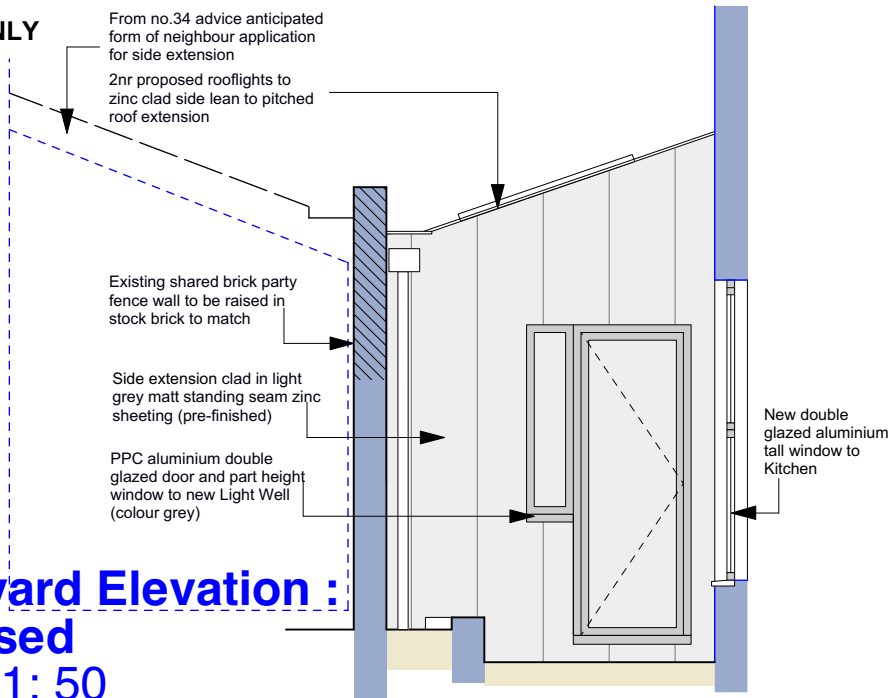 From no.34 advice anticipated
form of neighbour application
for side extension
2nr proposed rooflights to
zinc clad side lean to pitched
roof extension
Existing shared brick party
fence wall to be raised in
stock brick to match
Side extension clad in light
grey matt standing seam zinc
sheeting (pre-finished)
PPC aluminium double
glazed door and part height
window to new Light Well
(colour grey)
New double
glazed aluminium
tall window to
Kitchen
Elevation :
1: 50